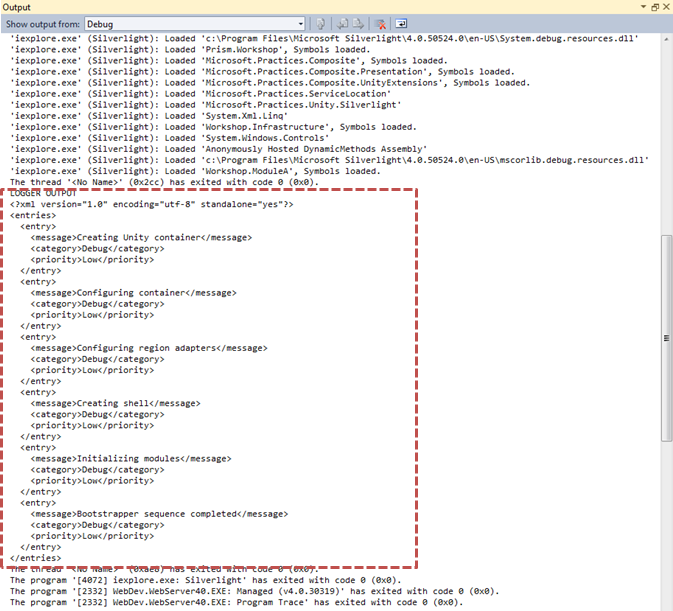 Output
Show output from: Debug
'iexplore.exe' (Silverlight): Loaded 'c:\Program Files\Microsoft Silverlight\4.0.50524.0\en-US\System.debug.resources.dll'
'iexplore.exe' (Silverlight): Loaded 'Prism.Workshop', Symbols loaded.
'iexplore.exe' (Silverlight): Loaded 'Microsoft.Practices.Composite', Symbols loaded.
'iexplore.exe' (Silverlight): Loaded 'Microsoft.Practices.Composite.Presentation', Symbols loaded.
'iexplore.exe' (Silverlight): Loaded 'Microsoft.Practices.Composite.UnityExtensions', Symbols loaded.
'iexplore.exe' (Silverlight): Loaded 'Microsoft.Practices.ServiceLocation'
'iexplore.exe' (Silverlight): Loaded 'Microsoft.Practices.Unity.Silverlight'
'iexplore.exe' (Silverlight): Loaded 'System.Xml.Linq'
'iexplore.exe' (Silverlight): Loaded 'Workshop.Infrastructure', Symbols loaded.
'iexplore.exe' (Silverlight): Loaded 'System.Windows.Controls'
'iexplore.exe' (Silverlight): Loaded 'Anonymously Hosted DynamicMethods Assembly'
'iexplore.exe' (Silverlight): Loaded 'c:\Program Files\Microsoft Silverlight\4.0.50524.0\en-US\mscorlib.debug.resources.dll'
'iexplore.exe' (Silverlight): Loaded 'Workshop.ModuleA', Symbols loaded.
The thread '<No Name>' (0x2cc) has exited with code 0 (0x0).
LOGGER OUTPUT
<?xml version="1.0" encoding="utf-8" standalone="yes"?>
<entries>
  <entry>
    <message>Creating Unity container</message>
    <category>Debug</category>
    <priority>Low</priority>
  </entry>
  <entry>
    <message>Configuring container</message>
    <category>Debug</category>
    <priority>Low</priority>
  </entry>
  <entry>
    <message>Configuring region adapters</message>
    <category>Debug</category>
    <priority>Low</priority>
  </entry>
  <entry>
    <message>Creating shell</message>
    <category>Debug</category>
    <priority>Low</priority>
  </entry>
  <entry>
    <message>Initializing modules</message>
    <category>Debug</category>
    <priority>Low</priority>
  </entry>
  <entry>
    <message>Bootstrapper sequence completed</message>
    <category>Debug</category>
    <priority>Low</priority>
  </entry>
</entries>
The thread '<No Name>' has exited with code 0 (0x0).
The program '[4072] iexplore.exe: Silverlight' has exited with code 0 (0x0).
The program '[2332] WebDev.WebServer40.EXE: Managed (v4.0.30319)' has exited with code 0 (0x0).
The program '[2332] WebDev.WebServer40.EXE: Program Trace' has exited with code 0 (0x0).